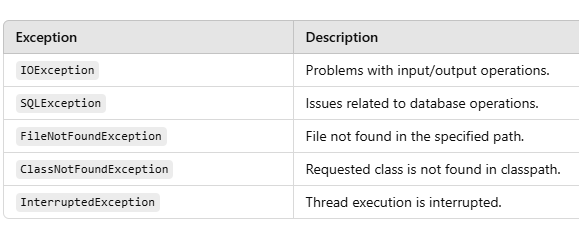 Exception Description
IOException Problems with input/output operations.
SQLException Issues related to database operations.
FileNotFoundException File not found in the specified path.
ClassNotFoundException Requested class is not found in classpath.
InterruptedException Thread execution is interrupted.